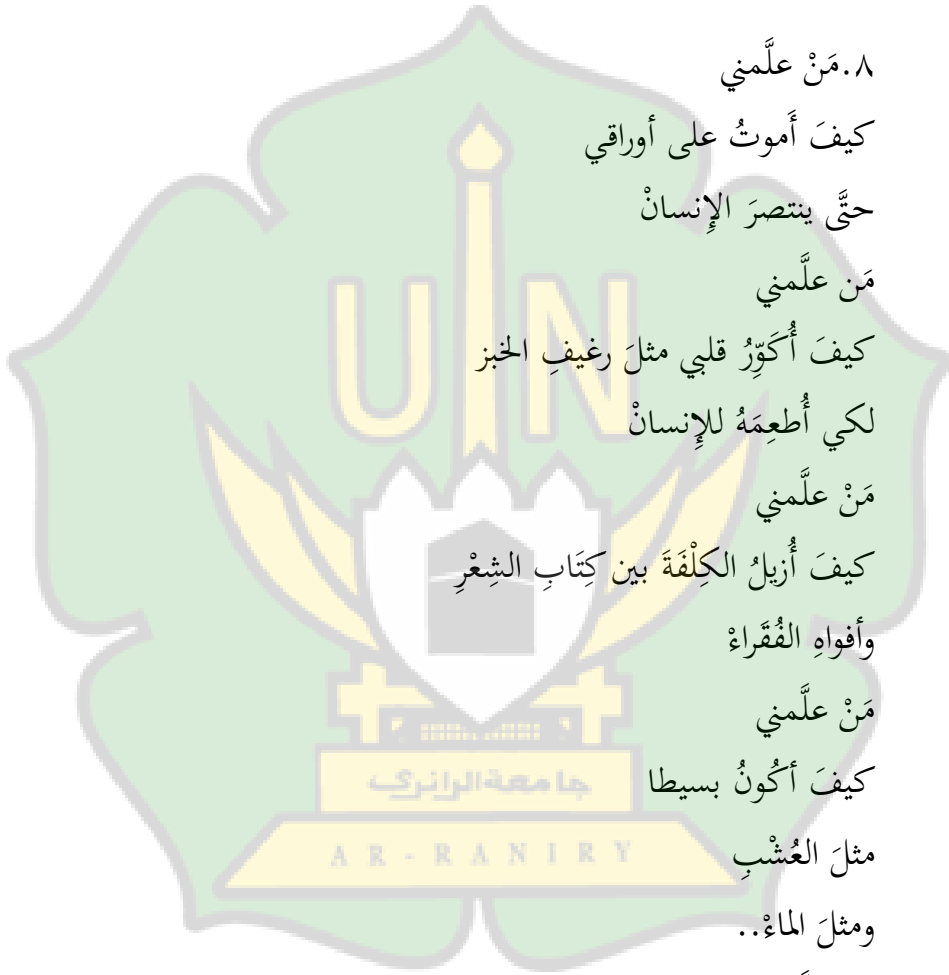 ٨.مَنْ علَّمني
كيفَ أَموتُ على أوراقي
حتَّى ينتصرَ الإِنسانْ
مَن علَّمني
كيفَ أُكَوِّرُ قلبي مثلَ رغيفِ الخبز
لكي أُطعِمَهُ للإِنسانْ
مَنْ علَّمني
كيفَ أُزيلُ الكِلْفَةَ بين كِتَابِ الشِعْرِ
وأفواهِ الفُقَراءْ
مَنْ علَّمني
كيفَ أكُونُ بسيطا
مثلَ العُشْبِ
ومثلَ الماءْ..
UIN
جامعة الرانري
AR-RANIRY